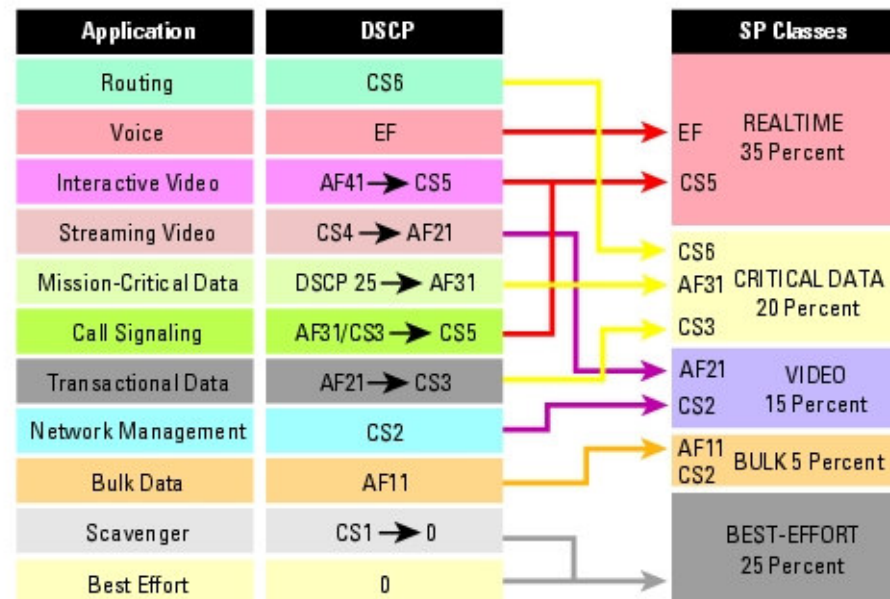 Application DSCP SP Classes
Routing CS6
Voice EF
Interactive Video AF41 CS5
Streaming Video CS4 AF21
Mission-Critical Data DSCP 25 AF31
Call Signaling AF31/CS3 CS5
Transactional Data AF21 CS3
Network Management CS2
Bulk Data AF11
Scavenger CS1 0
Best Effort 0
EF REALTIME
35 Percent
CS5
CS6
AF31 CRITICAL DATA
20 Percent
CS3
AF21 VIDEO
CS2 15 Percent
AF11 BULK 5 Percent
CS2
BEST-EFFORT
25 Percent